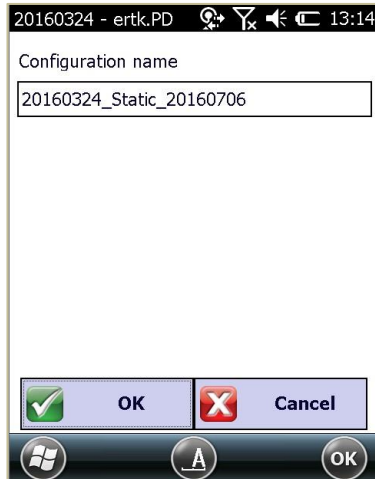 20160324 - ertk.PD 13:14
Configuration name
20160324_Static_20160706
OK Cancel
A OK